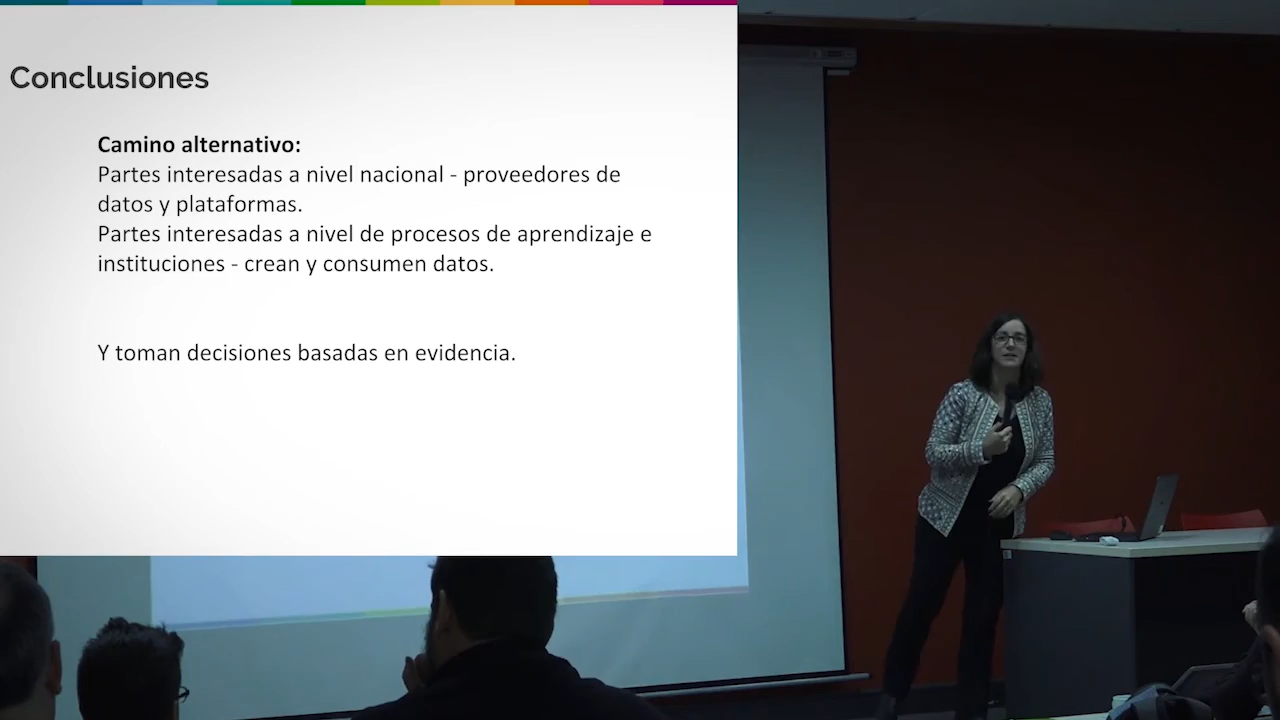 Conclusiones
Camino alternativo:
Partes interesadas a nivel nacional - proveedores de
datos y plataformas.
Partes interesadas a nivel de procesos de aprendizaje e
instituciones - crean y consumen datos.
Y toman decisiones basadas en evidencia.